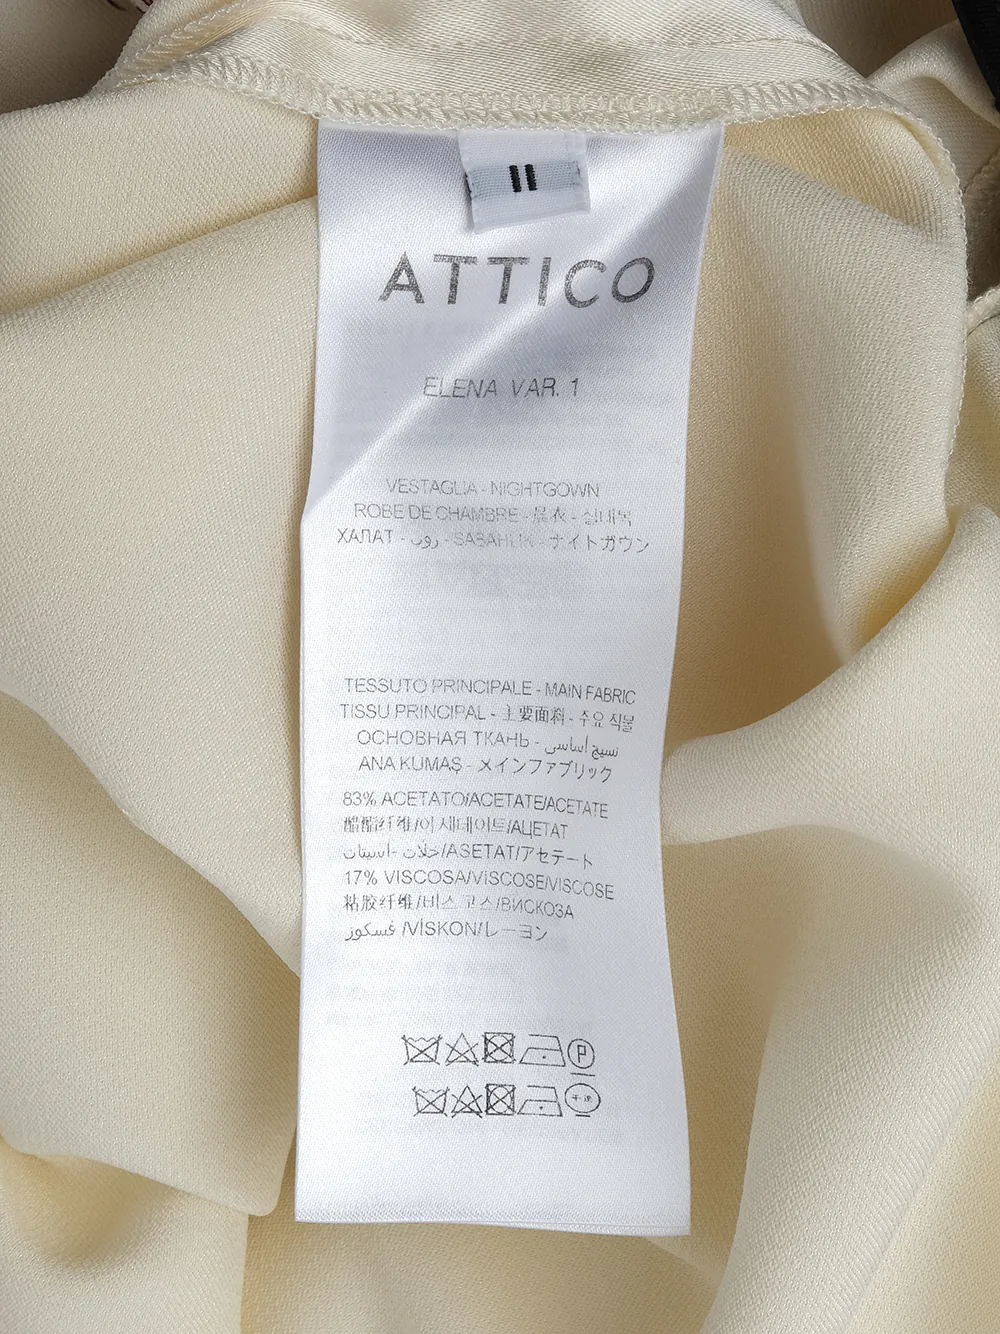 II
ATTICO
ELENA VAR. 1
VESTAGLIA - NIGHTGOWN
ROBE DE CHAMBRE - 晨衣 - 실내복
ХАЛАТ - روب - SABAHLIK - ナイトガウン
TESSUTO PRINCIPALE - MAIN FABRIC
TISSU PRINCIPAL - 主要面料 - 주요 직물
ОСНОВНАЯ ТКАНЬ - نسيج أساسي
ANA KUMAŞ - メインファブリック
83% ACETATO/ACETATE/ACETATE
醋酯纤维/아세테이트/АЦЕТАТ
خلات - أسيتات/ASETAT/アセテート
17% VISCOSA/VISCOSE/VISCOSE
粘胶纤维/비스코스/ВИСКОЗА
فسكوز /VİSKON/レーヨン
P